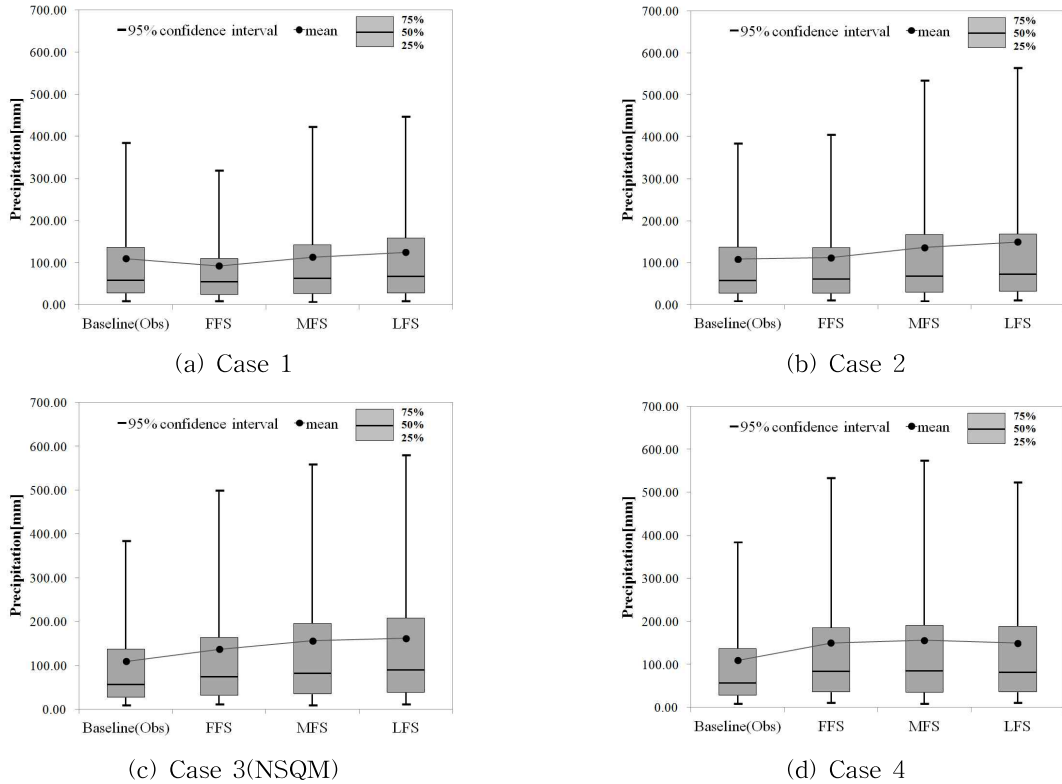 700.00
600.00
500.00
400.00
300.00
200.00
100.00
0.00
Precipitation[mm]
95% confidence interval
mean
75%
50%
25%
Baseline(Obs)
FFS
MFS
LFS
(a) Case 1
700.00
600.00
500.00
400.00
300.00
200.00
100.00
0.00
Precipitation[mm]
95% confidence interval
mean
75%
50%
25%
Baseline(Obs)
FFS
MFS
LFS
(b) Case 2
700.00
600.00
500.00
400.00
300.00
200.00
100.00
0.00
Precipitation[mm]
95% confidence interval
mean
75%
50%
25%
Baseline(Obs)
FFS
MFS
LFS
(c) Case 3(NSQM)
700.00
600.00
500.00
400.00
300.00
200.00
100.00
0.00
Precipitation[mm]
95% confidence interval
mean
75%
50%
25%
Baseline(Obs)
FFS
MFS
LFS
(d) Case 4